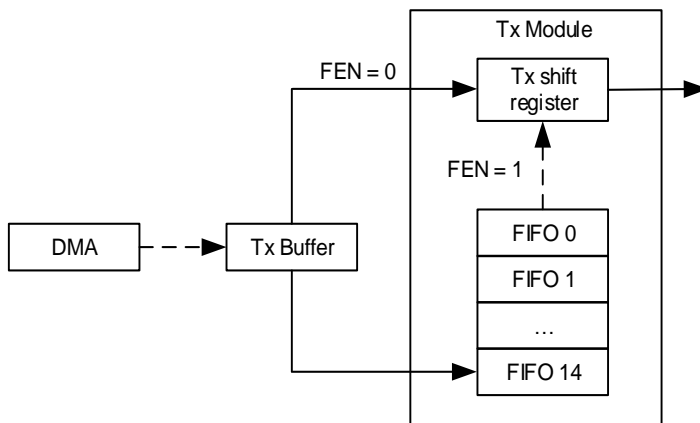 Tx Module
FEN = 0
Tx shift
register
FEN = 1
DMA
Tx Buffer
FIFO 0
FIFO 1
...
FIFO 14